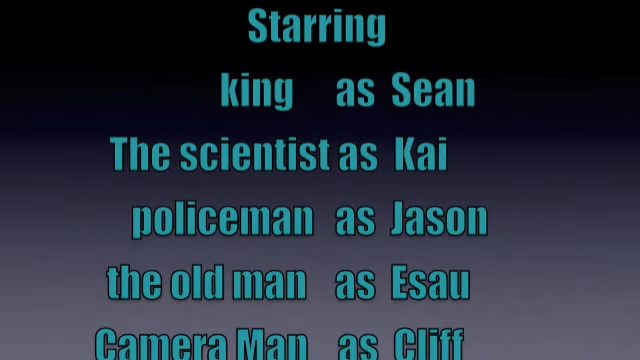 Starring
king as Sean
The scientist as Kai
policeman as Jason
the old man as Esau
Camera Man as Cliff